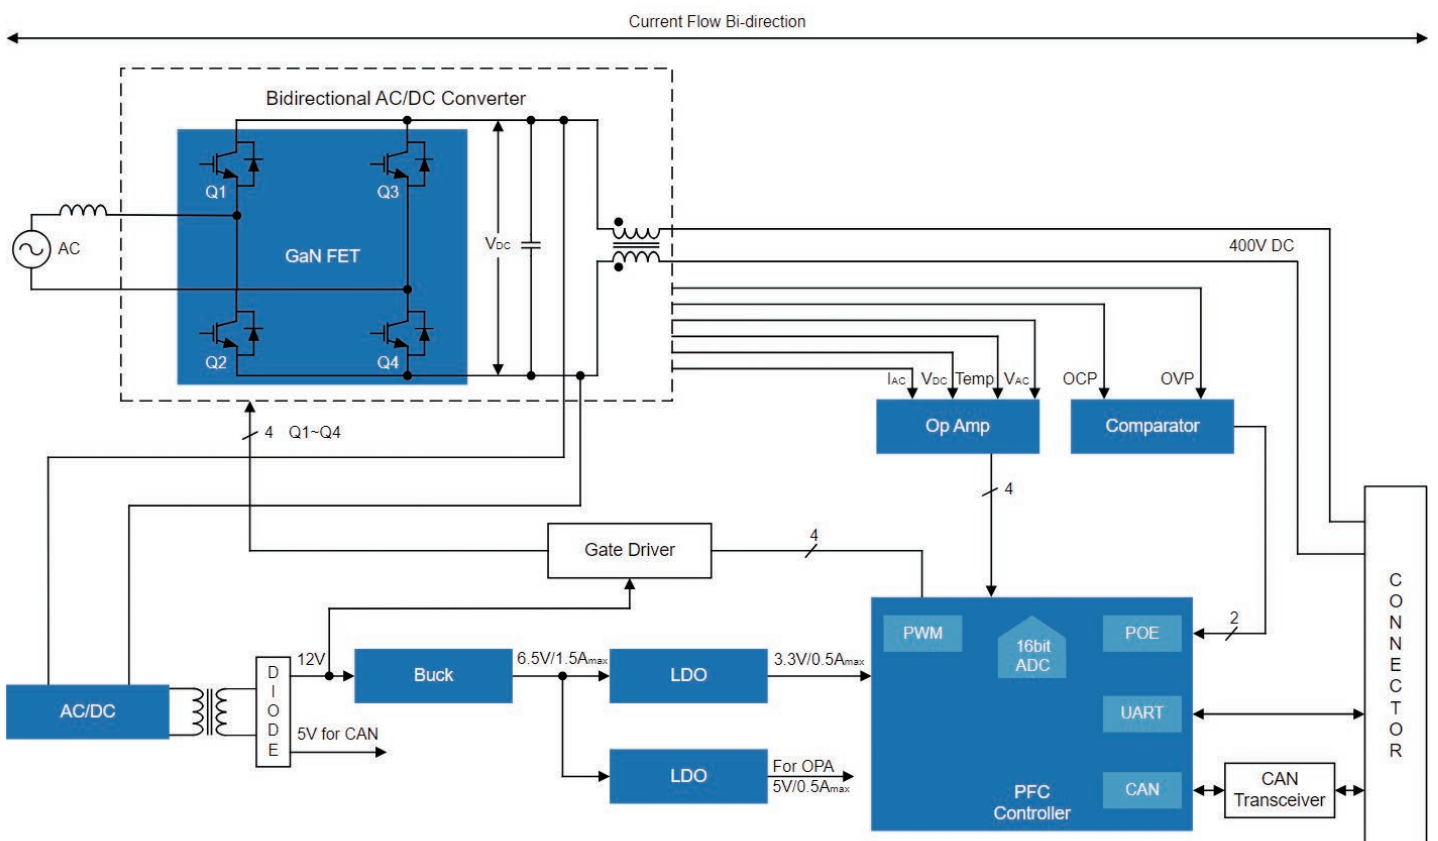 Current Flow Bi-direction
Bidirectional AC/DC Converter
Q1
Q3
GaN FET
VDC
AC
Q2
Q4
400V DC
IAC
VDC
Temp
VAC
OCP
OVP
Op Amp
Comparator
4
Q1~Q4
4
Gate Driver
4
2
PWM
16bit
ADC
POE
UART
CAN
PFC
Controller
CAN
Transceiver
CONNECTOR
12V
DIODE
Buck
6.5V/1.5Amax
LDO
3.3V/0.5Amax
AC/DC
5V for CAN
LDO
For OPA
5V/0.5Amax